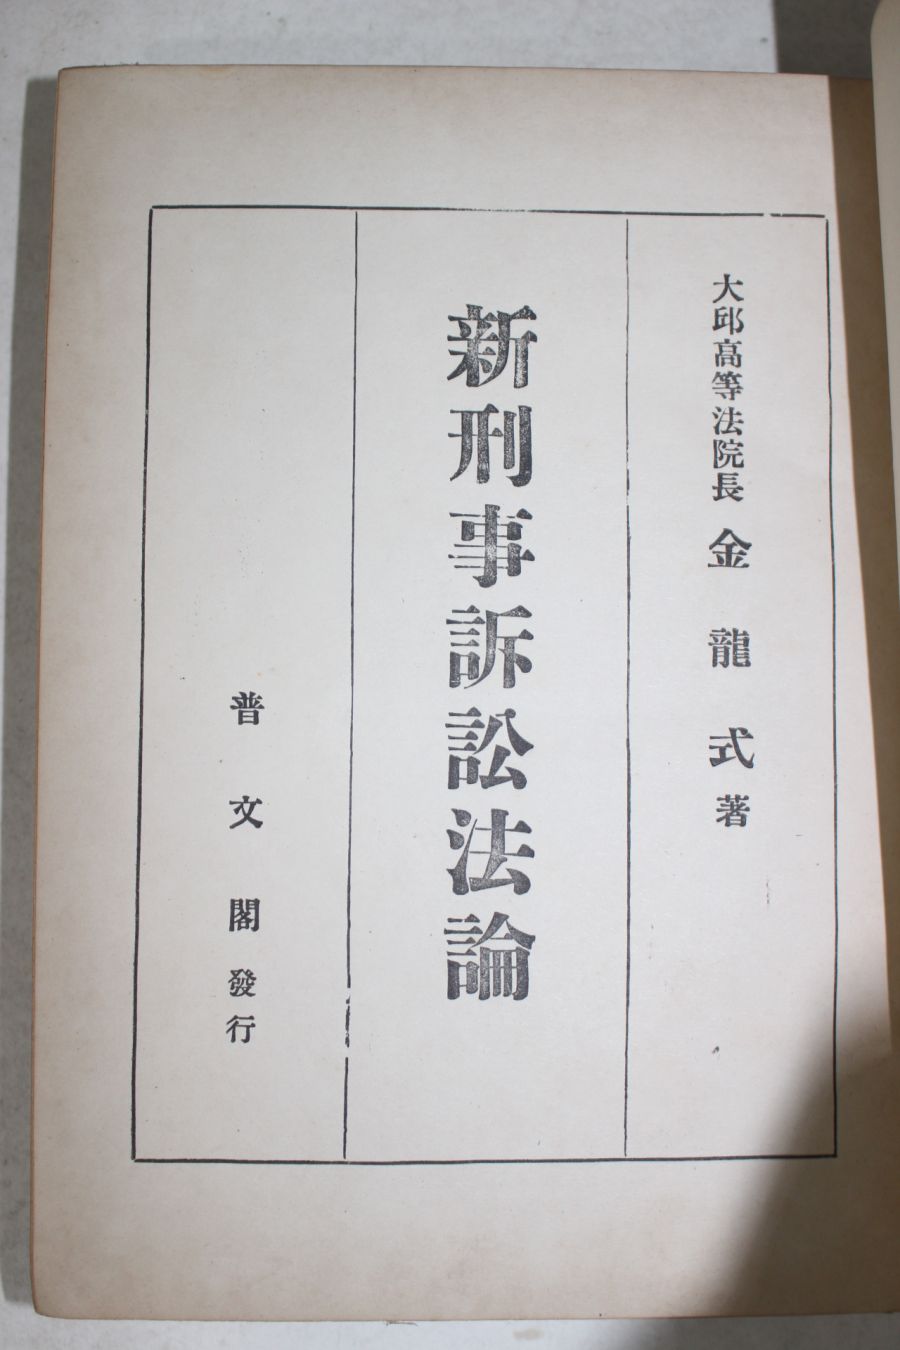 大邱高等法院長 金龍式 著
新刑事訴訟法論
普文閣 發行